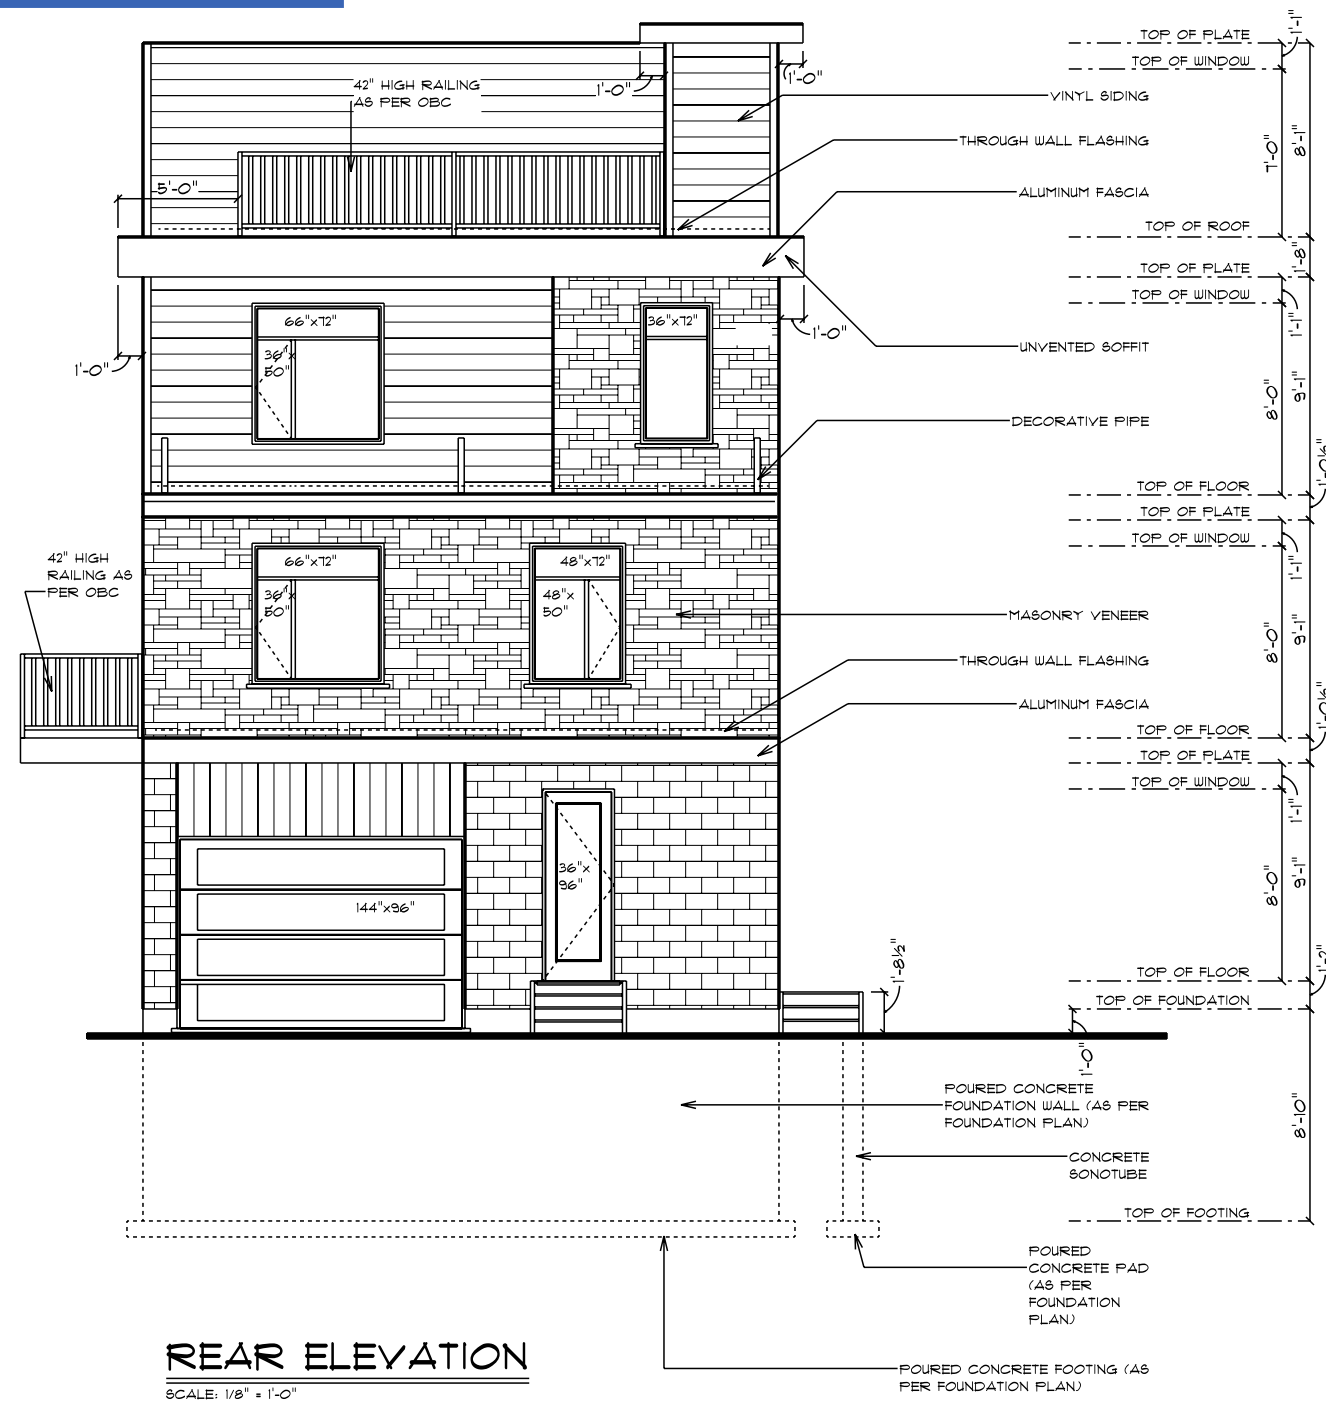 TOP OF PLATE
1'-1"
TOP OF WINDOW
1'-0"
1'-0"
42" HIGH RAILING
AS PER OBC
VINYL SIDING
7'-0"
8'-1"
THROUGH WALL FLASHING
5'-0"
ALUMINUM FASCIA
TOP OF ROOF
1'-8"
TOP OF PLATE
TOP OF WINDOW
1'-1"
66"x72"
36"x72"
1'-0"
UNVENTED SOFFIT
36"x
50"
1'-0"
8'-0"
9'-1"
DECORATIVE PIPE
TOP OF FLOOR
1'-0½"
TOP OF PLATE
TOP OF WINDOW
1'-1"
42" HIGH
RAILING AS
PER OBC
66"x72"
48"x72"
36"x
50"
48"x
50"
MASONRY VENEER
8'-0"
9'-1"
THROUGH WALL FLASHING
ALUMINUM FASCIA
TOP OF FLOOR
1'-0½"
TOP OF PLATE
TOP OF WINDOW
1'-1"
36"x
96"
144"x96"
8'-0"
9'-1"
1'-8½"
TOP OF FLOOR
1'-2"
TOP OF FOUNDATION
1'-0"
POURED CONCRETE
FOUNDATION WALL (AS PER
FOUNDATION PLAN)
8'-10"
CONCRETE
SONOTUBE
TOP OF FOOTING
POURED
CONCRETE PAD
(AS PER
FOUNDATION
PLAN)
REAR ELEVATION
SCALE: 1/8" = 1'-0"
POURED CONCRETE FOOTING (AS
PER FOUNDATION PLAN)